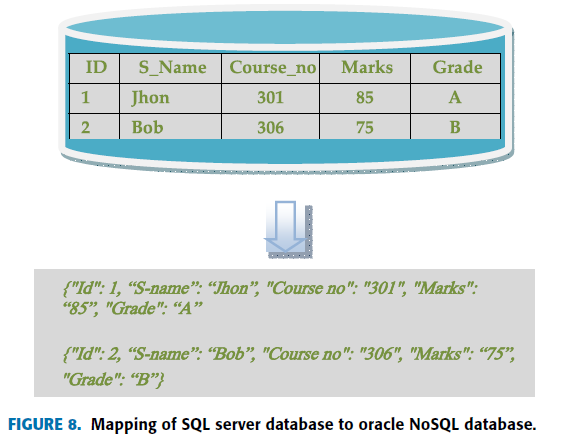 ID S_Name Course_no Marks Grade
1 Jhon 301 85 A
2 Bob 306 75 B
{"Id": 1, “S-name”: “Jhon”, "Course no": "301", "Marks":
“85”, "Grade": “A”
{"Id": 2, “S-name”: “Bob”, "Course no": "306", "Marks": “75”,
"Grade": “B”}
FIGURE 8. Mapping of SQL server database to oracle NoSQL database.